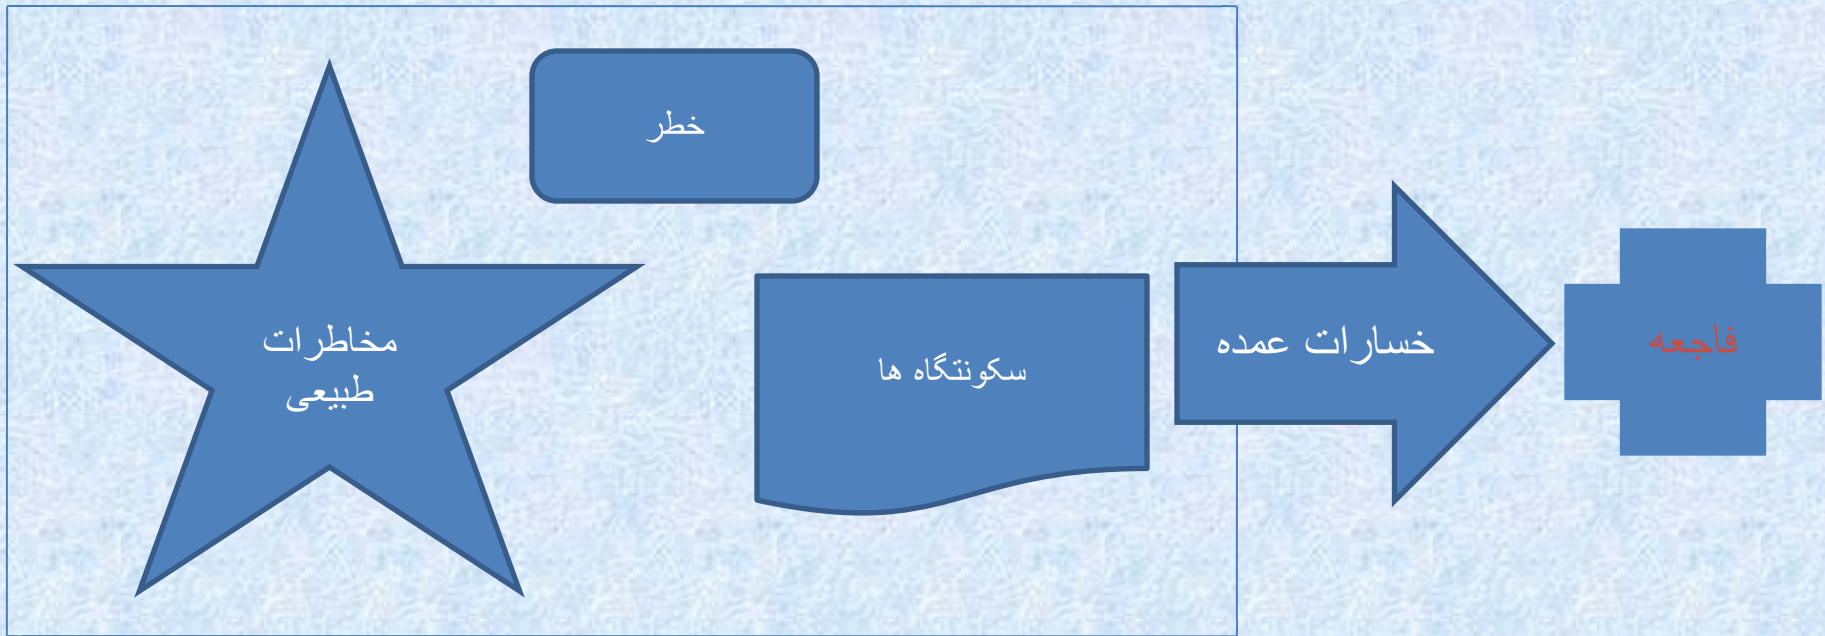 خطر
مخاطرات
طبیعی
سکونتگاه ها
خسارات عمده
فاجعه